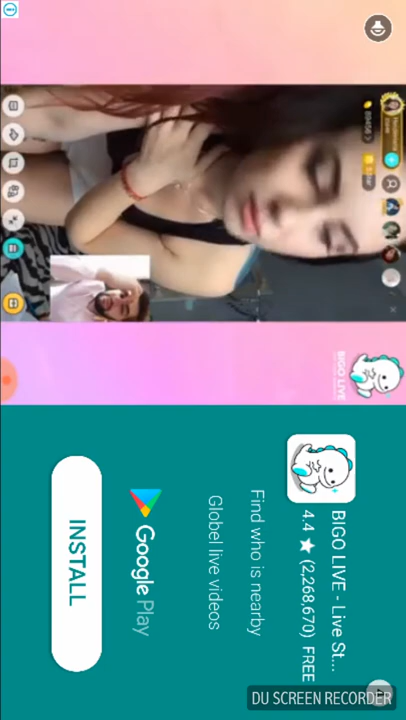 BIGO LIVE
BIGO LIVE - Live St...
4.4 ★ (2,268,670) FREE
Find who is nearby
Globel live videos
Google Play
INSTALL
DU SCREEN RECORDER